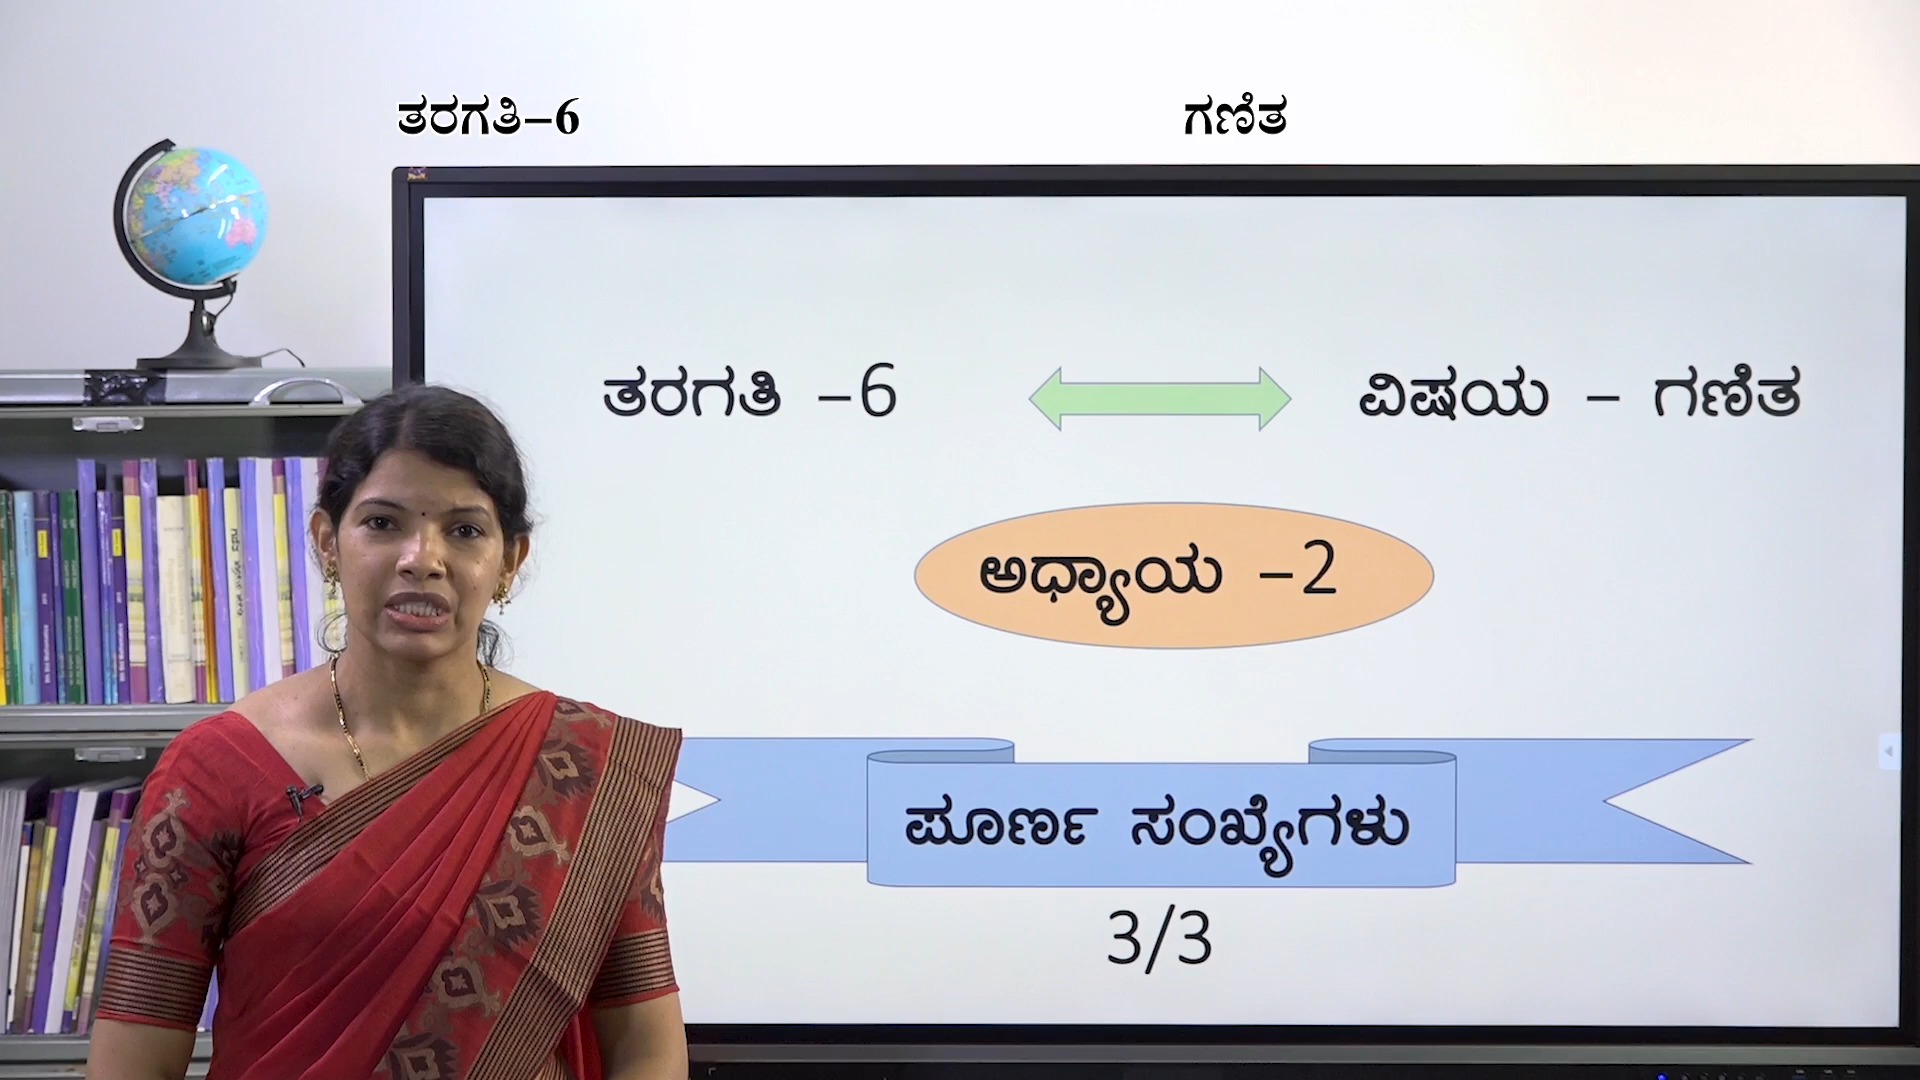 ತರಗತಿ–6 ಗಣಿತ
ತರಗತಿ –6 ವಿಷಯ – ಗಣಿತ
ಅಧ್ಯಾಯ –2
ಪೂರ್ಣ ಸಂಖ್ಯೆಗಳು
3/3